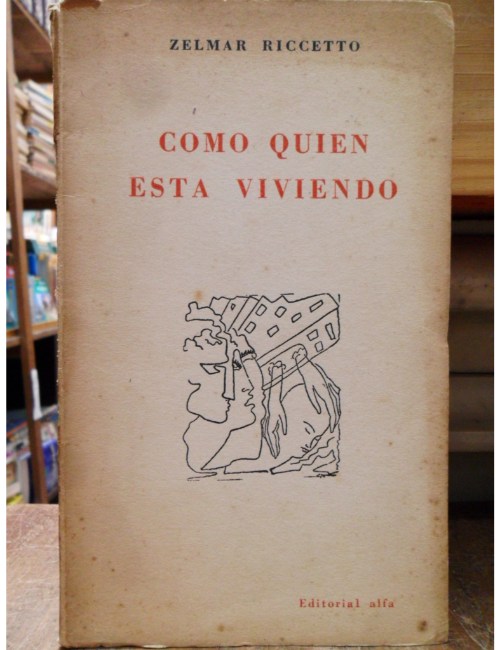 ZELMAR RICCETTO
COMO QUIEN
ESTA VIVIENDO
Editorial alfa